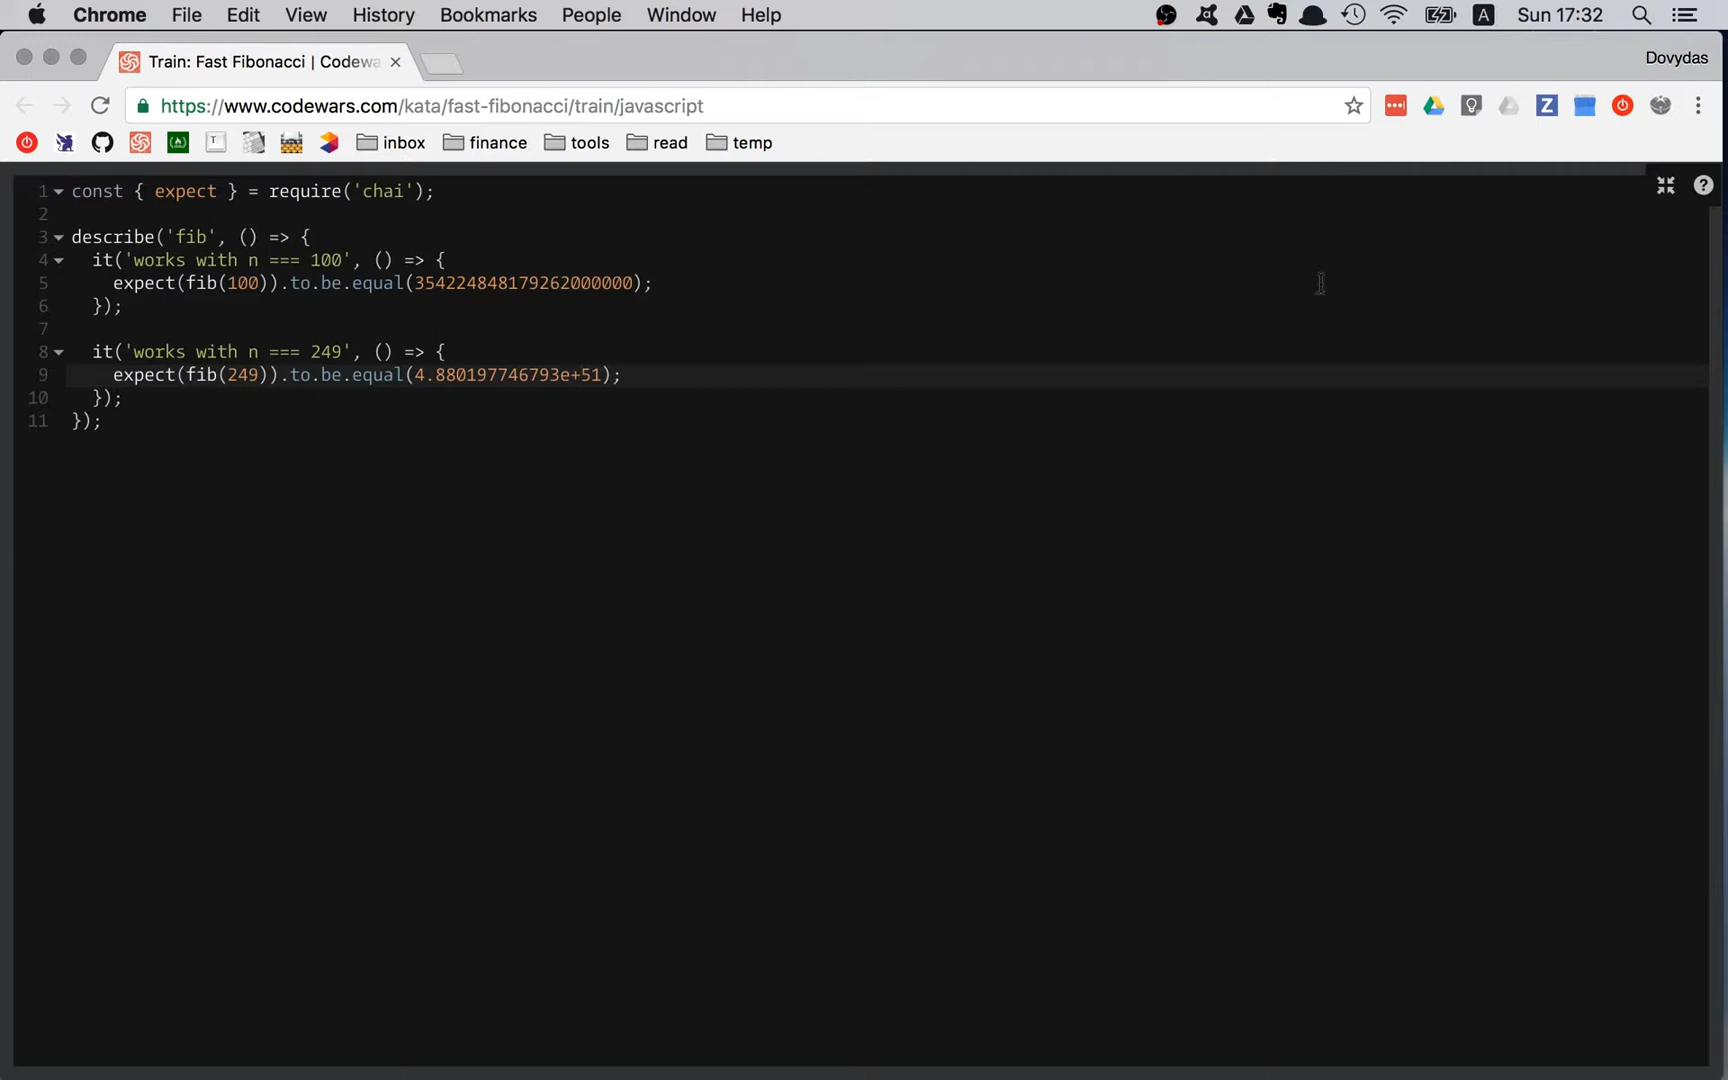 Chrome File Edit View History Bookmarks People Window Help A Sun 17:32
Train: Fast Fibonacci | Codewa Dovydas
https://www.codewars.com/kata/fast-fibonacci/train/javascript Z
T inbox finance tools read temp
1 const { expect } = require('chai');
2
3 describe('fib', () => {
4 it('works with n === 100', () => {
5 expect(fib(100)).to.be.equal(354224848179262000000);
6 });
7
8 it('works with n === 249', () => {
9 expect(fib(249)).to.be.equal(4.880197746793e+51);
10 });
11 });